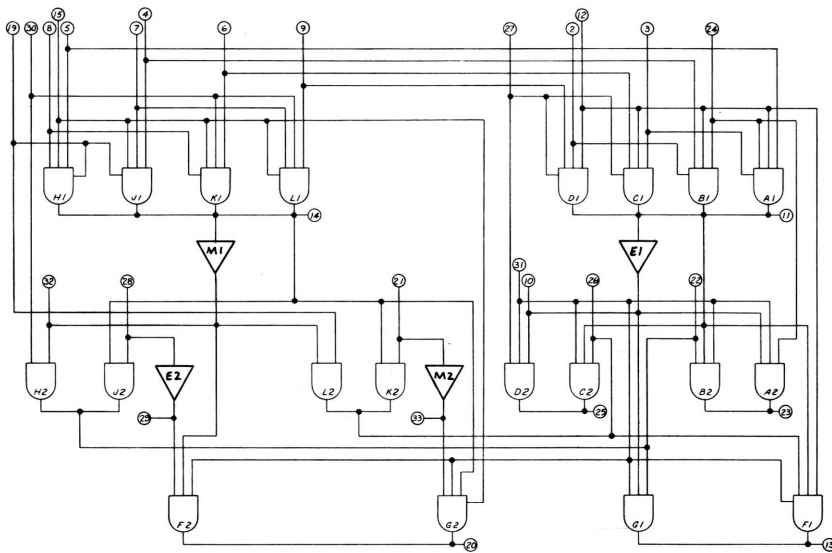 19 30 8 15 5 7 4 6 9 27 2 12 3 24
H1 J1 K1 L1 D1 C1 B1 A1
14 11
M1 E1
31
32 28 21 10 26 22
E2 M2
H2 J2 L2 K2 D2 C2 B2 A2
29 33 25 23
F2 G2 G1 F1
20 13